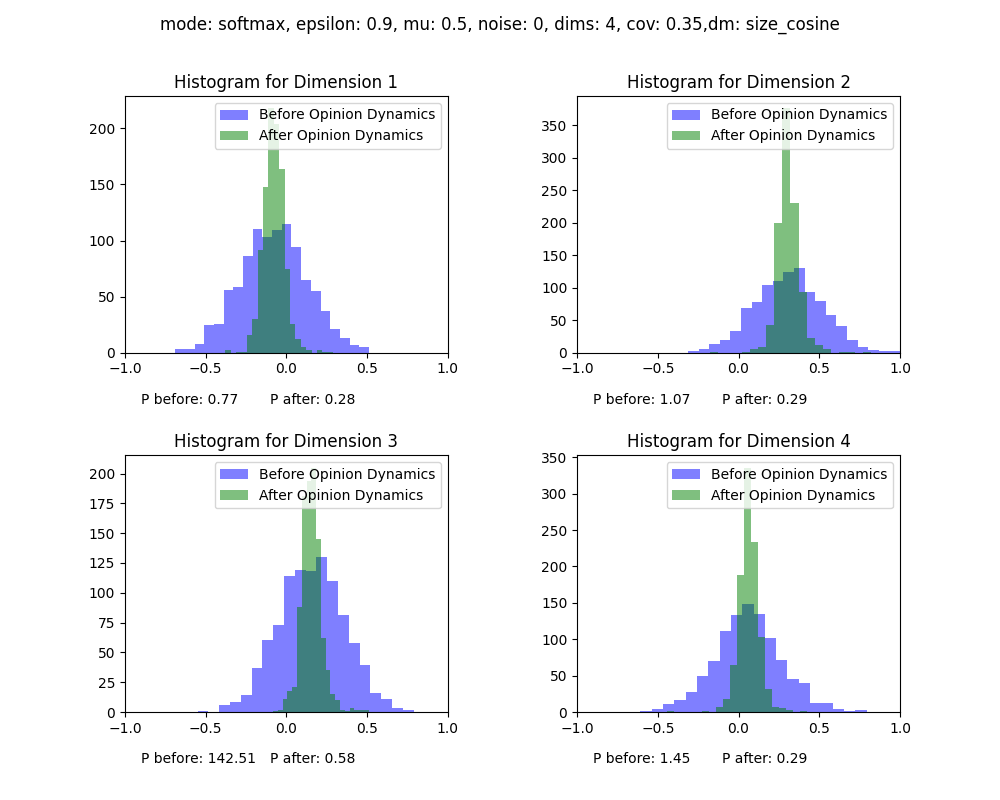 mode: softmax, epsilon: 0.9, mu: 0.5, noise: 0, dims: 4, cov: 0.35,dm: size_cosine
Histogram for Dimension 1
Before Opinion Dynamics
After Opinion Dynamics
200
150
100
50
0
−1.0 −0.5 0.0 0.5 1.0
P before: 0.77 P after: 0.28
Histogram for Dimension 2
Before Opinion Dynamics
After Opinion Dynamics
350
300
250
200
150
100
50
0
−1.0 −0.5 0.0 0.5 1.0
P before: 1.07 P after: 0.29
Histogram for Dimension 3
Before Opinion Dynamics
After Opinion Dynamics
200
175
150
125
100
75
50
25
0
−1.0 −0.5 0.0 0.5 1.0
P before: 142.51 P after: 0.58
Histogram for Dimension 4
Before Opinion Dynamics
After Opinion Dynamics
350
300
250
200
150
100
50
0
−1.0 −0.5 0.0 0.5 1.0
P before: 1.45 P after: 0.29